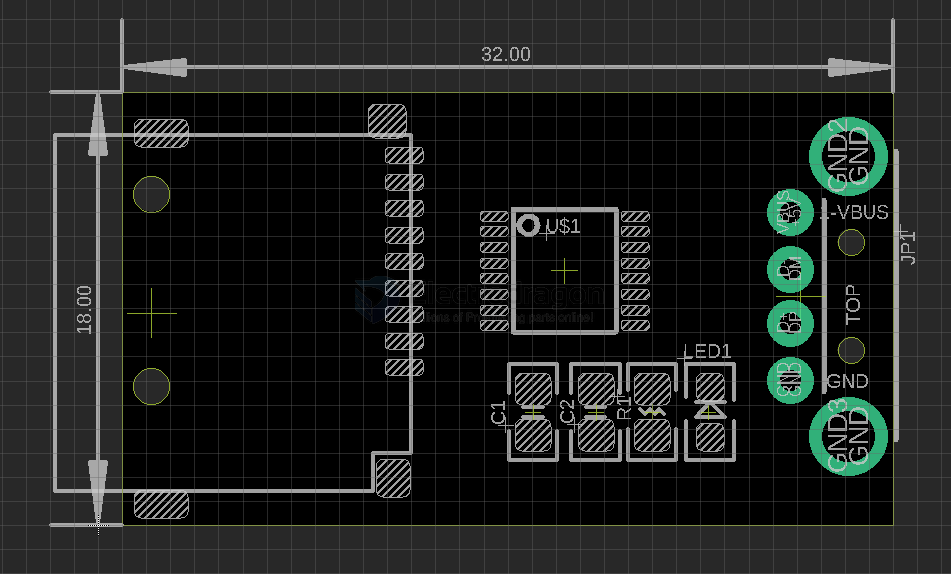 32.00
18.00
GND2
GND
VBUS
+5V
1-VBUS
U$1
JP1
D-
DM
TOP
D+
DP
LED1
GND
GND
GND
C1
C2
R1
GND3
GND